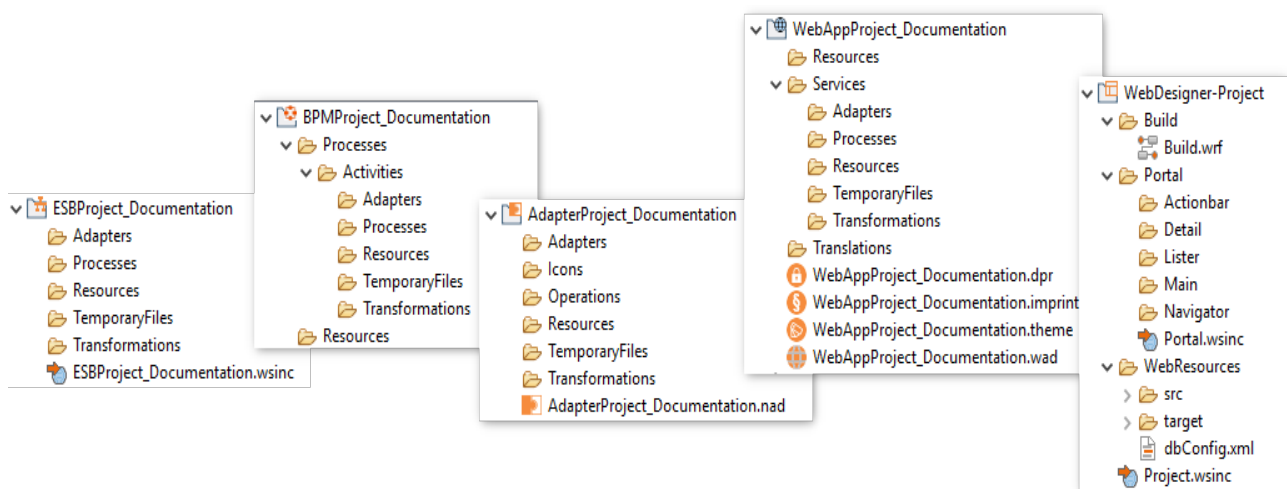 ESBProject_Documentation
Adapters
Processes
Resources
TemporaryFiles
Transformations
ESBProject_Documentation.wsinc
BPMProject_Documentation
Processes
Activities
Adapters
Processes
Resources
TemporaryFiles
Transformations
Resources
AdapterProject_Documentation
Adapters
Icons
Operations
Resources
TemporaryFiles
Transformations
AdapterProject_Documentation.nad
WebAppProject_Documentation
Resources
Services
Adapters
Processes
Resources
TemporaryFiles
Transformations
Translations
WebAppProject_Documentation.dpr
WebAppProject_Documentation.imprint
WebAppProject_Documentation.theme
WebAppProject_Documentation.wad
WebDesigner-Project
Build
Build.wrf
Portal
Actionbar
Detail
Lister
Main
Navigator
Portal.wsinc
WebResources
src
target
dbConfig.xml
Project.wsinc